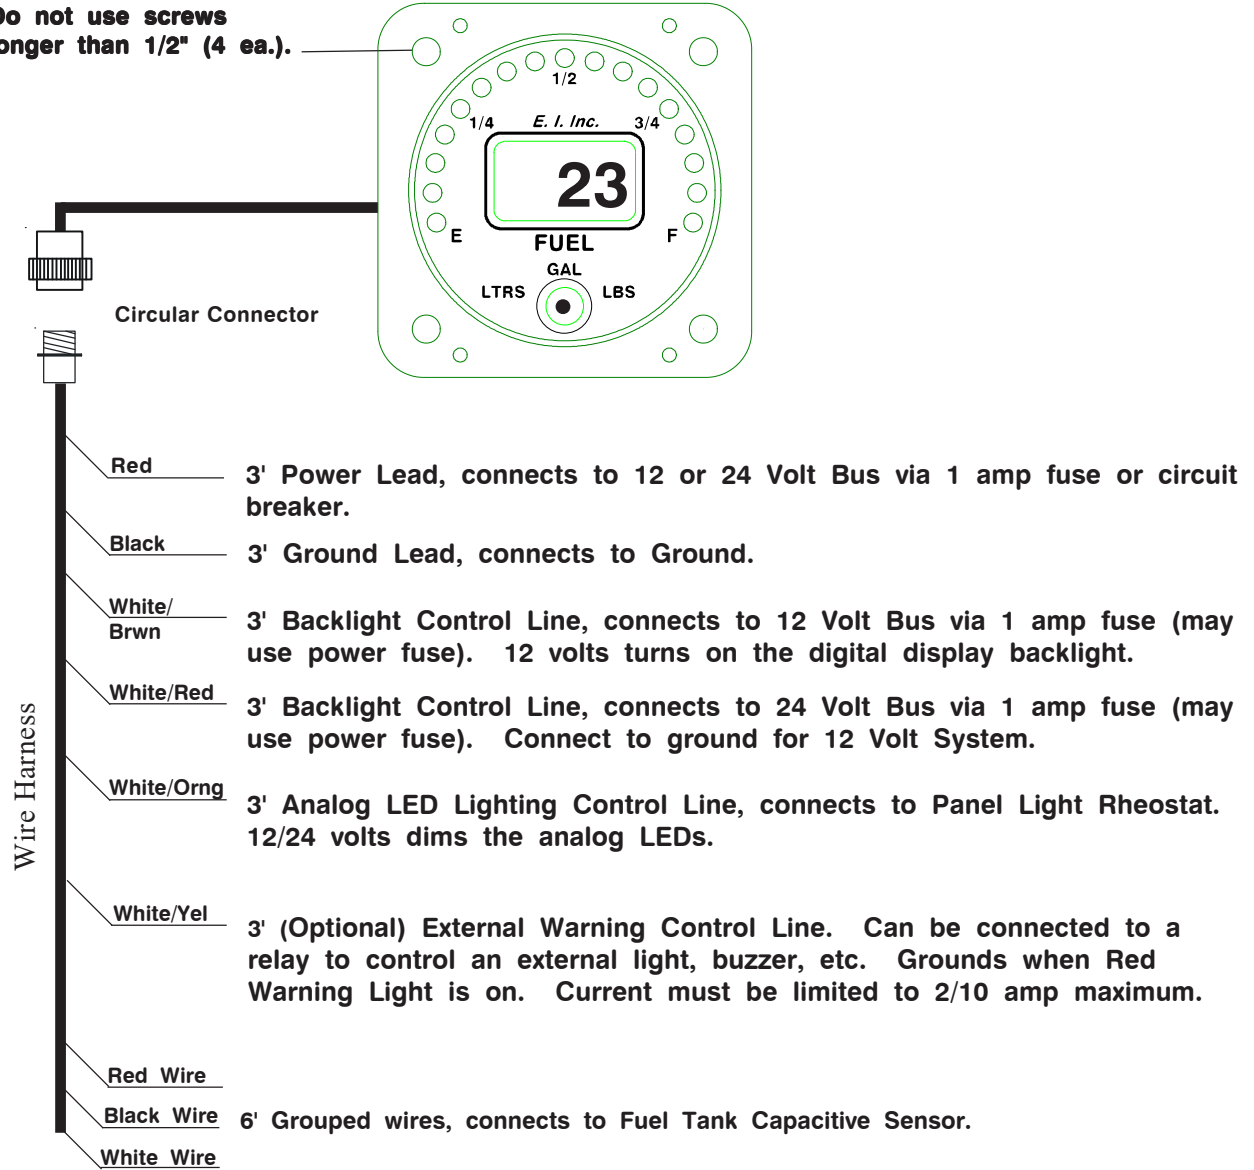 Do not use screws
longer than 1/2" (4 ea.).
1/2
1/4 E. I. Inc. 3/4
23
E FUEL F
GAL
LTRS LBS
Circular Connector
Red
3' Power Lead, connects to 12 or 24 Volt Bus via 1 amp fuse or circuit
breaker.
Black
3' Ground Lead, connects to Ground.
White/
Brwn
3' Backlight Control Line, connects to 12 Volt Bus via 1 amp fuse (may
use power fuse). 12 volts turns on the digital display backlight.
White/Red
3' Backlight Control Line, connects to 24 Volt Bus via 1 amp fuse (may
use power fuse). Connect to ground for 12 Volt System.
White/Orng
3' Analog LED Lighting Control Line, connects to Panel Light Rheostat.
12/24 volts dims the analog LEDs.
Wire Harness
White/Yel
3' (Optional) External Warning Control Line. Can be connected to a
relay to control an external light, buzzer, etc. Grounds when Red
Warning Light is on. Current must be limited to 2/10 amp maximum.
Red Wire
Black Wire
6' Grouped wires, connects to Fuel Tank Capacitive Sensor.
White Wire